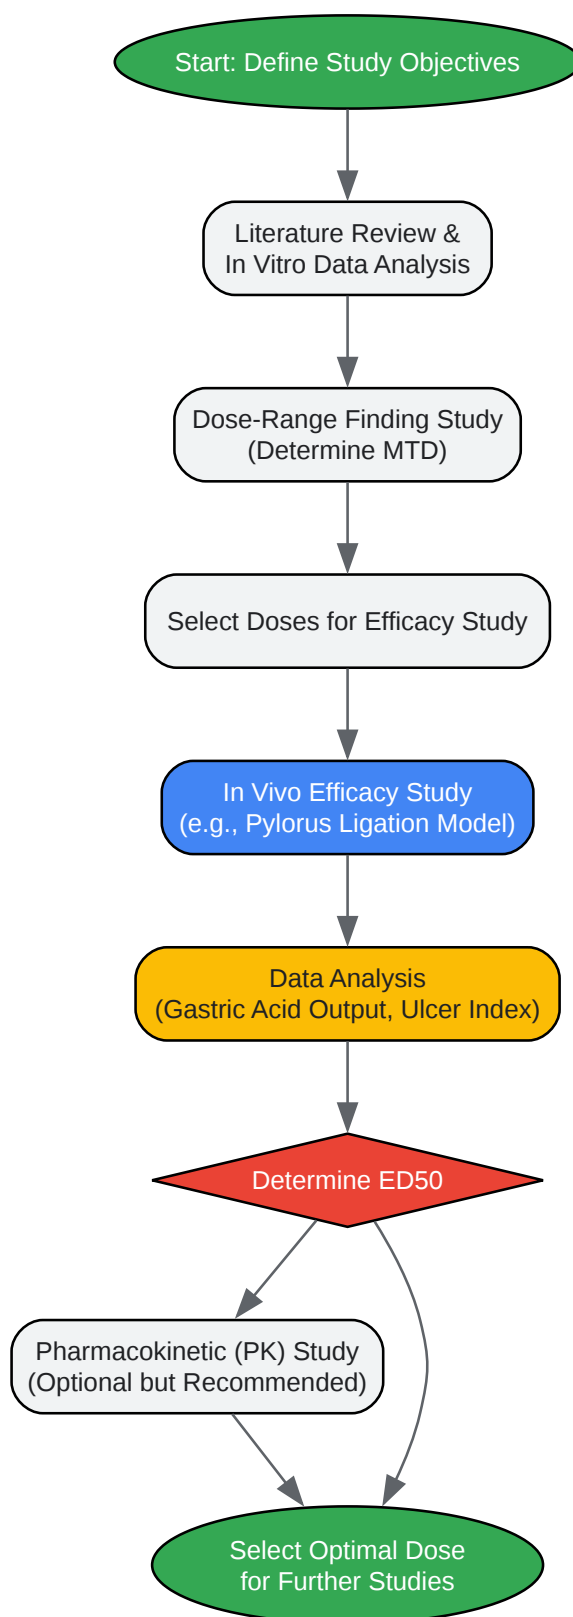 Start: Define Study Objectives
Literature Review &
In Vitro Data Analysis
Dose-Range Finding Study
(Determine MTD)
Select Doses for Efficacy Study
In Vivo Efficacy Study
(e.g., Pylorus Ligation Model)
Data Analysis
(Gastric Acid Output, Ulcer Index)
Determine ED50
Pharmacokinetic (PK) Study
(Optional but Recommended)
Select Optimal Dose
for Further Studies